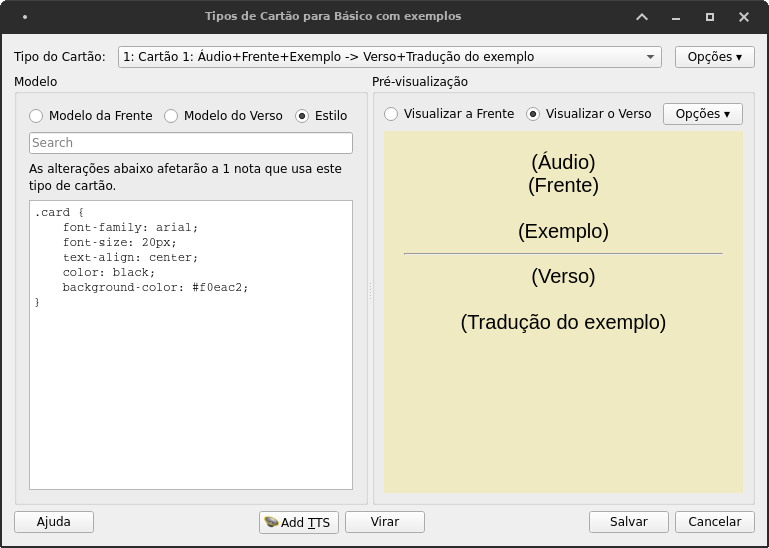 Tipos de Cartão para Básico com exemplos
Tipo do Cartão: 1: Cartão 1: Áudio+Frente+Exemplo -> Verso+Tradução do exemplo Opções ▾
Modelo
Modelo da Frente Modelo do Verso Estilo
Search
As alterações abaixo afetarão a 1 nota que usa este
tipo de cartão.
.card {
    font-family: arial;
    font-size: 20px;
    text-align: center;
    color: black;
    background-color: #f0eac2;
}
Pré-visualização
Visualizar a Frente Visualizar o Verso Opções ▾
(Áudio)
(Frente)
(Exemplo)
(Verso)
(Tradução do exemplo)
Ajuda Add TTS Virar Salvar Cancelar